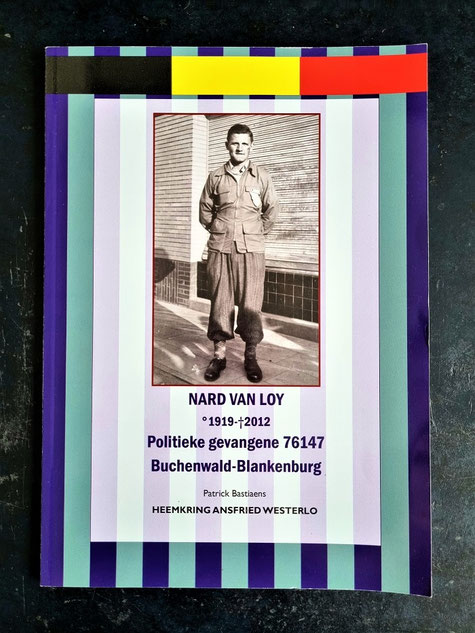 NARD VAN LOY
°1919-†2012
Politieke gevangene 76147
Buchenwald-Blankenburg
Patrick Bastiaens
HEEMKRING ANSFRIED WESTERLO